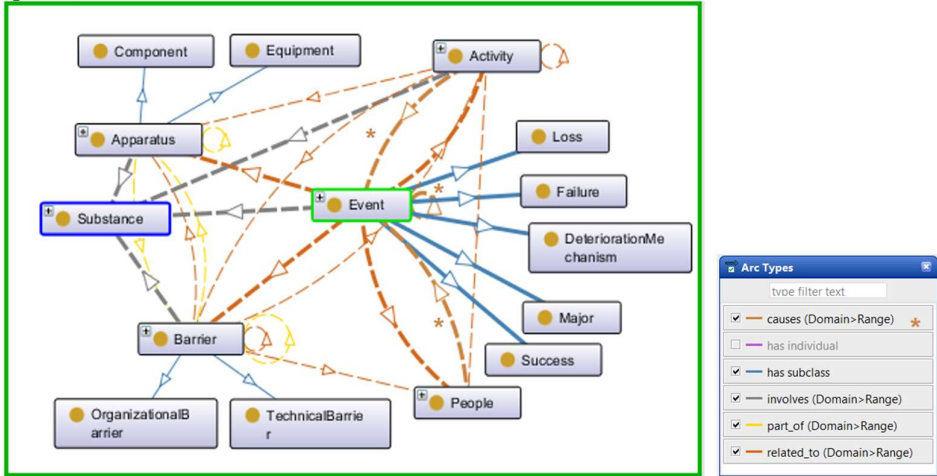 Component
Equipment
Activity
*
Apparatus
Loss
*
Failure
Event
Substance
DeteriorationMe
chanism
Major
*
Barrier
Success
People
OrganizationalB
arrier
TechnicalBarrie
r
Arc Types
type filter text
causes (Domain>Range) *
has individual
has subclass
involves (Domain>Range)
part_of (Domain>Range)
related_to (Domain>Range)